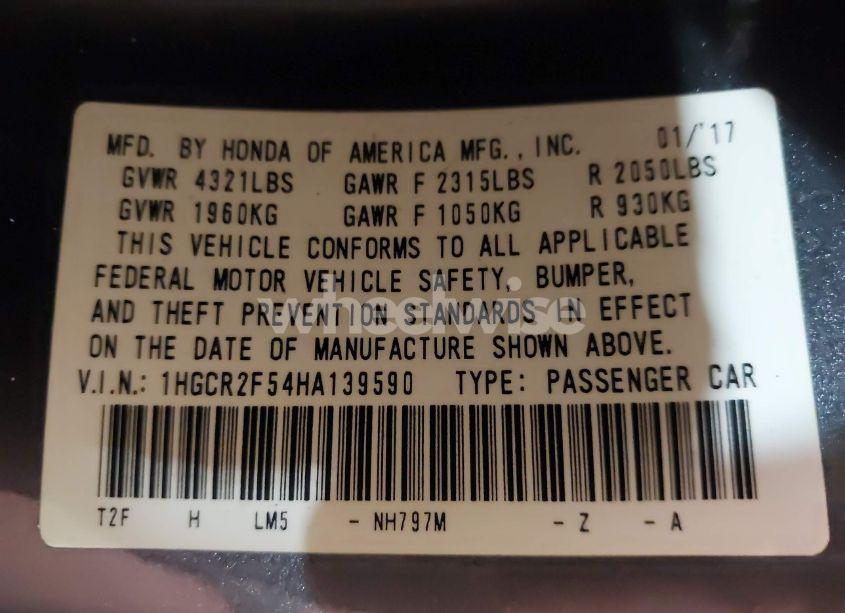 MFD. BY HONDA OF AMERICA MFG., INC. 01/'17
GVWR 4321LBS GAWR F 2315LBS R 2050LBS
GVWR 1960KG GAWR F 1050KG R 930KG
THIS VEHICLE CONFORMS TO ALL APPLICABLE
FEDERAL MOTOR VEHICLE SAFETY, BUMPER,
AND THEFT PREVENTION STANDARDS IN EFFECT
wheelwise
ON THE DATE OF MANUFACTURE SHOWN ABOVE.
V.I.N.: 1HGCR2F54HA139590 TYPE: PASSENGER CAR
T2F H LM5 - NH797M - Z - A